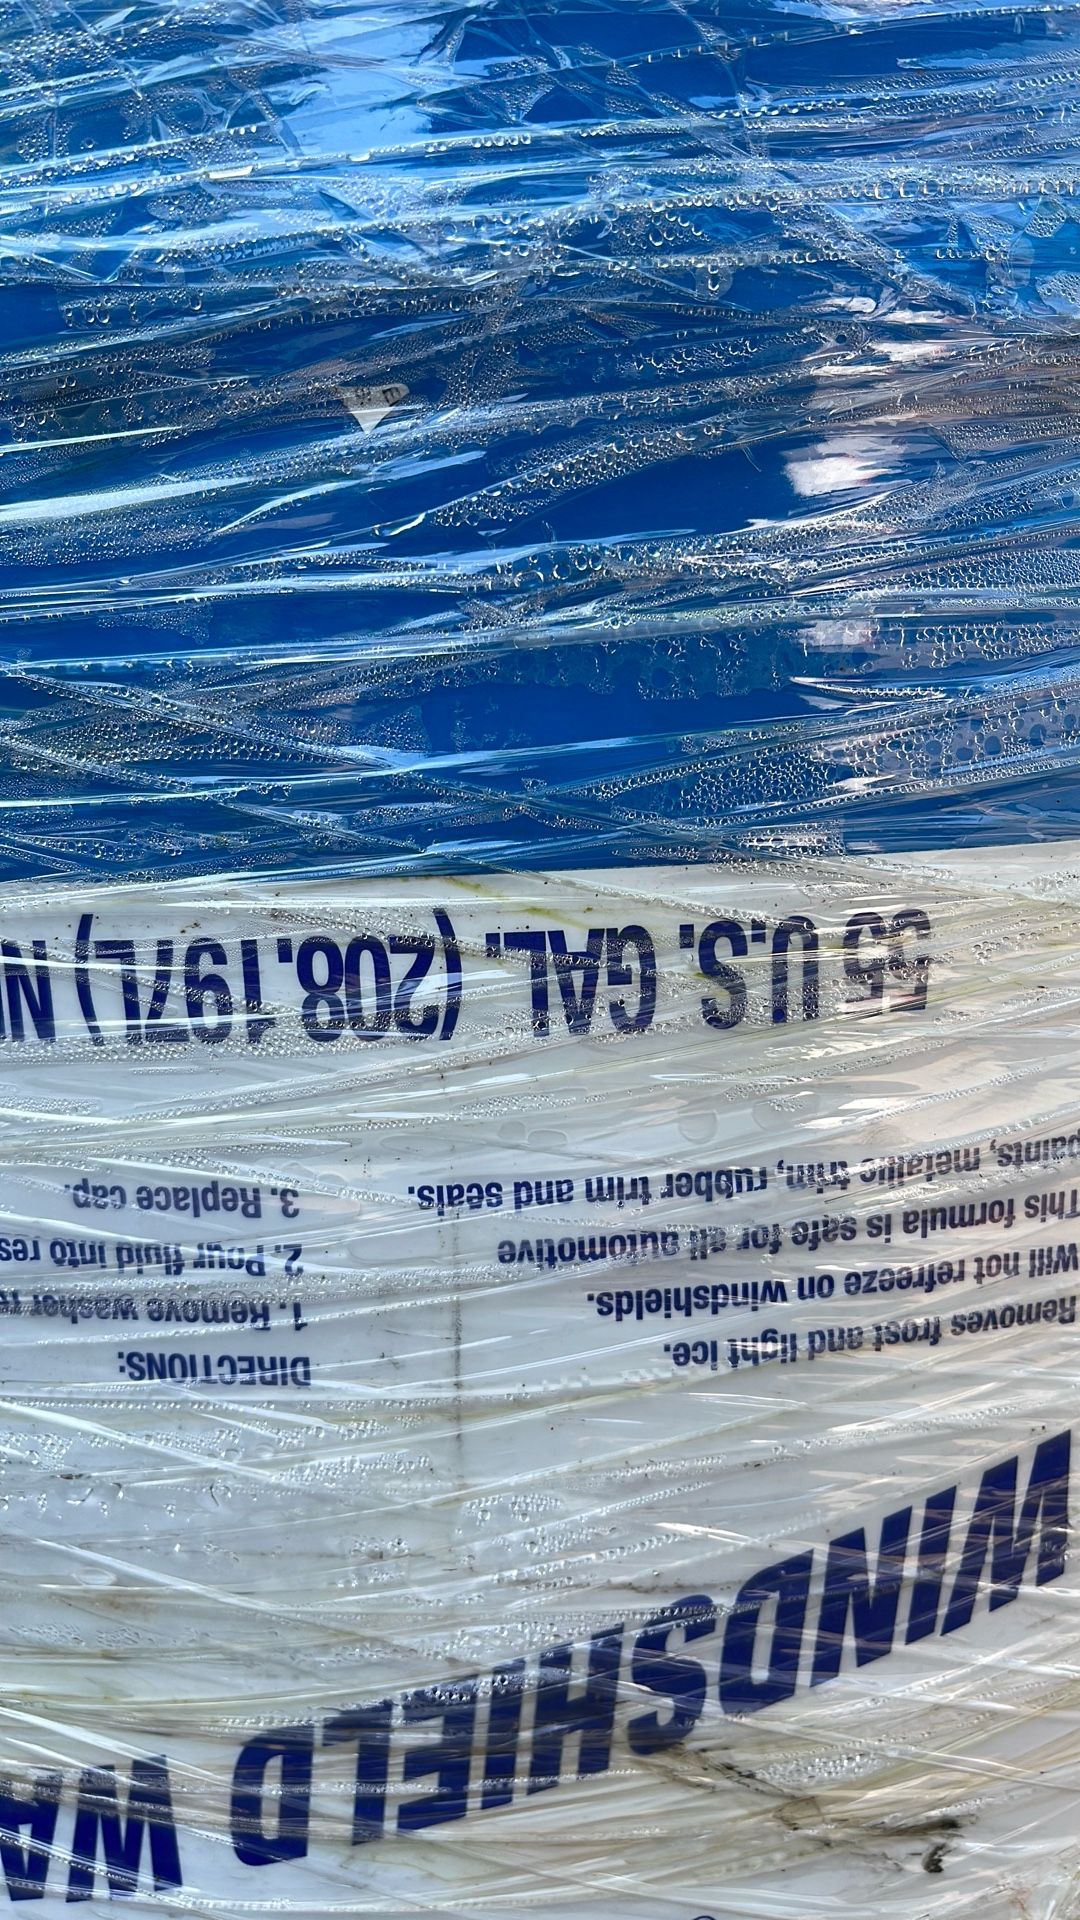 WINDSHIELD WA
Removes frost and light ice.
Will not refreeze on windshields.
This formula is safe for all automotive
paints, metallic trim, rubber trim and seals.
DIRECTIONS:
1. Remove washer r
2. Pour fluid into res
3. Replace cap.
55 U.S. GAL. (208.197L) N